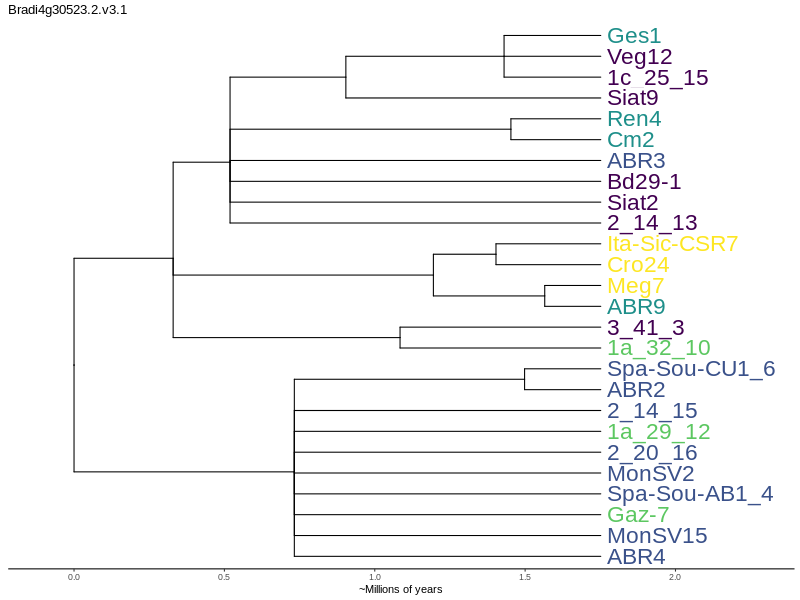 Bradi4g30523.2.v3.1
Ges1
Veg12
1c_25_15
Siat9
Ren4
Cm2
ABR3
Bd29-1
Siat2
2_14_13
Ita-Sic-CSR7
Cro24
Meg7
ABR9
3_41_3
1a_32_10
Spa-Sou-CU1_6
ABR2
2_14_15
1a_29_12
2_20_16
MonSV2
Spa-Sou-AB1_4
Gaz-7
MonSV15
ABR4
0.0 0.5 1.0 1.5 2.0
~Millions of years